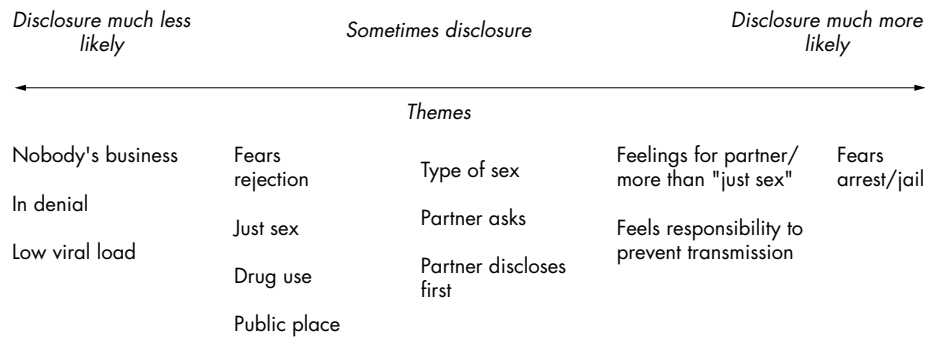 Disclosure much less
likely
Sometimes disclosure
Disclosure much more
likely
Themes
Nobody's business
In denial
Low viral load
Fears
rejection
Just sex
Drug use
Public place
Type of sex
Partner asks
Partner discloses
first
Feelings for partner/
more than "just sex"
Feels responsibility to
prevent transmission
Fears
arrest/jail